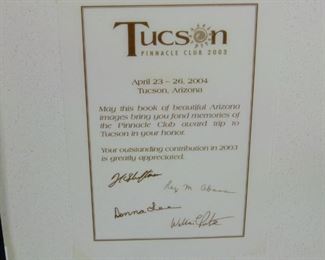 Tucson
PINNACLE CLUB 2003
April 23 – 26, 2004
Tucson, Arizona
May this book of beautiful Arizona
images bring you fond memories of
the Pinnacle Club award trip to
Tucson in your honor.
Your outstanding contribution in 2003
is greatly appreciated.
Donna Lee